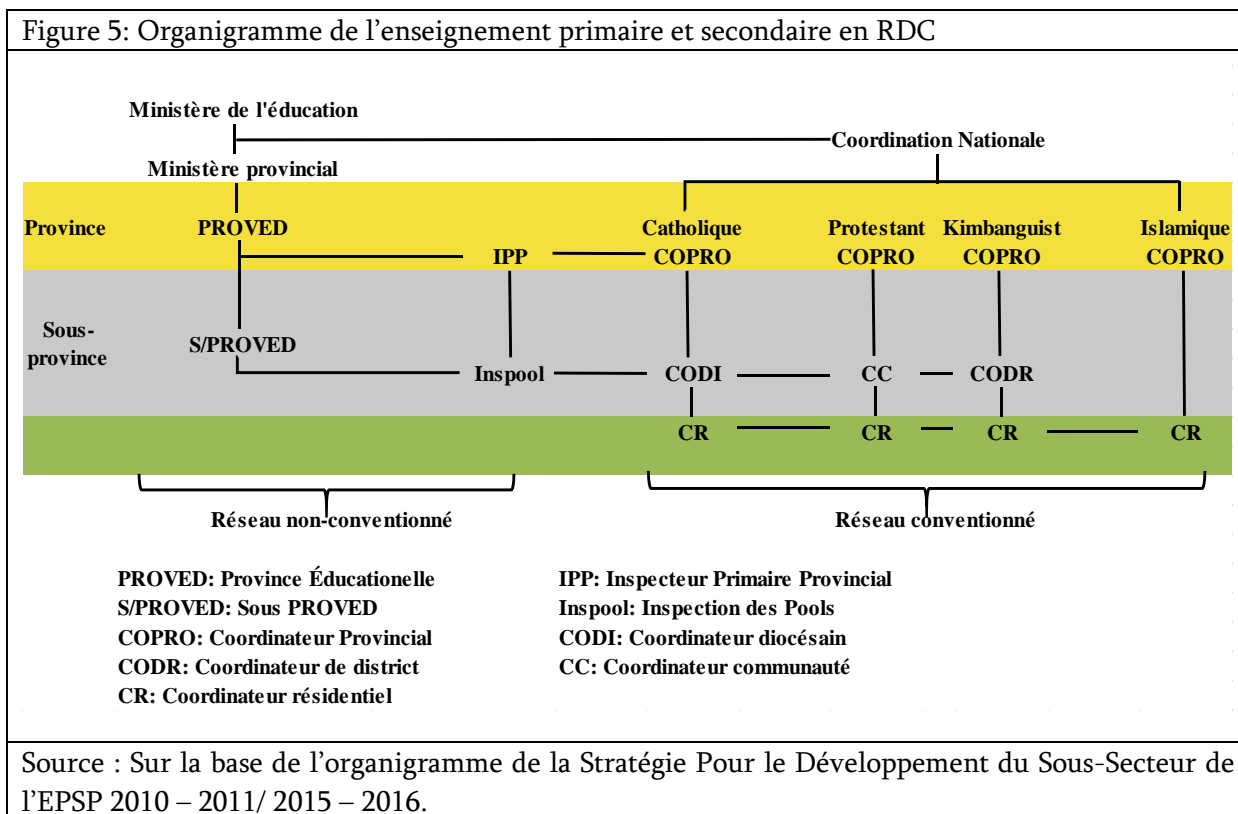 Figure 5: Organigramme de l'enseignement primaire et secondaire en RDC
Ministère de l'éducation
Coordination Nationale
Ministère provincial
Province
PROVED
Catholique
Protestant
Kimbanguist
Islamique
IPP
COPRO
COPRO
COPRO
COPRO
Sous-
province
S/PROVED
Inspool
CODI
CC
CODR
CR
CR
CR
CR
Réseau non-conventionné
Réseau conventionné
PROVED: Province Éducationelle
S/PROVED: Sous PROVED
COPRO: Coordinateur Provincial
CODR: Coordinateur de district
CR: Coordinateur résidentiel
IPP: Inspecteur Primaire Provincial
Inspool: Inspection des Pools
CODI: Coordinateur diocésain
CC: Coordinateur communauté
Source : Sur la base de l'organigramme de la Stratégie Pour le Développement du Sous-Secteur de
l'EPSP 2010 – 2011/ 2015 – 2016.